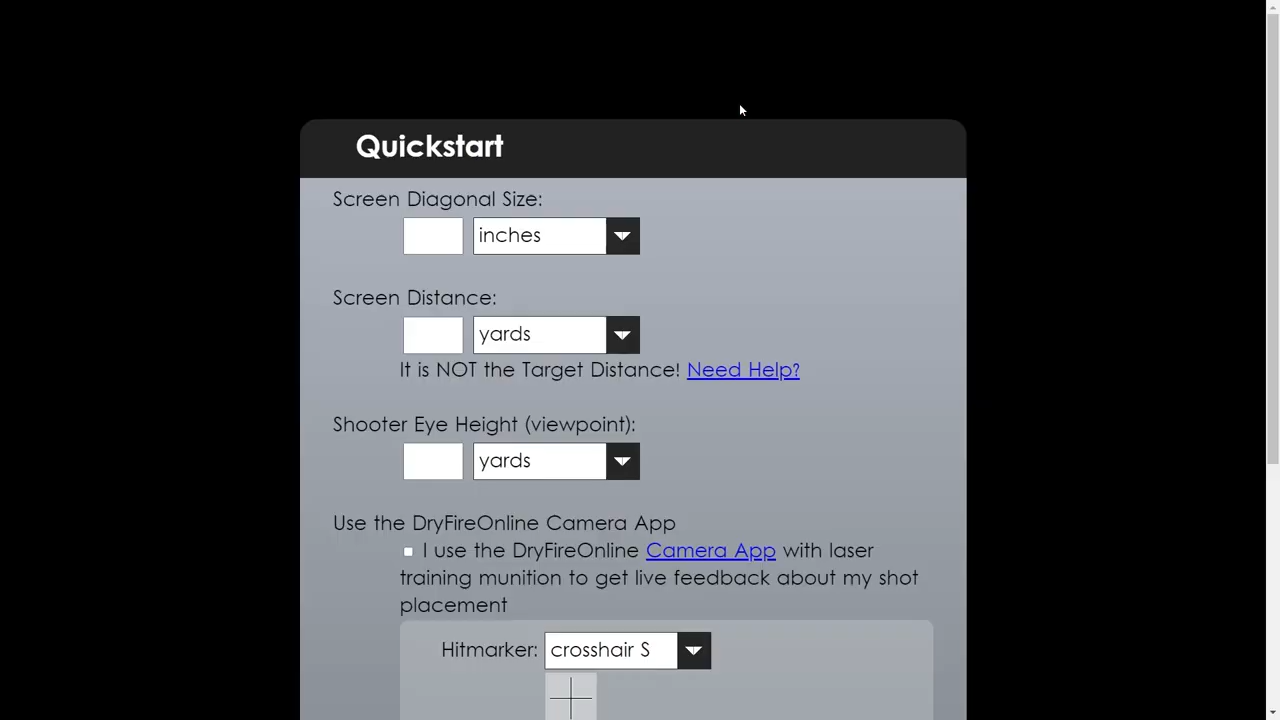 Quickstart
Screen Diagonal Size:
inches
Screen Distance:
yards
It is NOT the Target Distance! Need Help?
Shooter Eye Height (viewpoint):
yards
Use the DryFireOnline Camera App
I use the DryFireOnline Camera App with laser
training munition to get live feedback about my shot
placement
Hitmarker: crosshair S